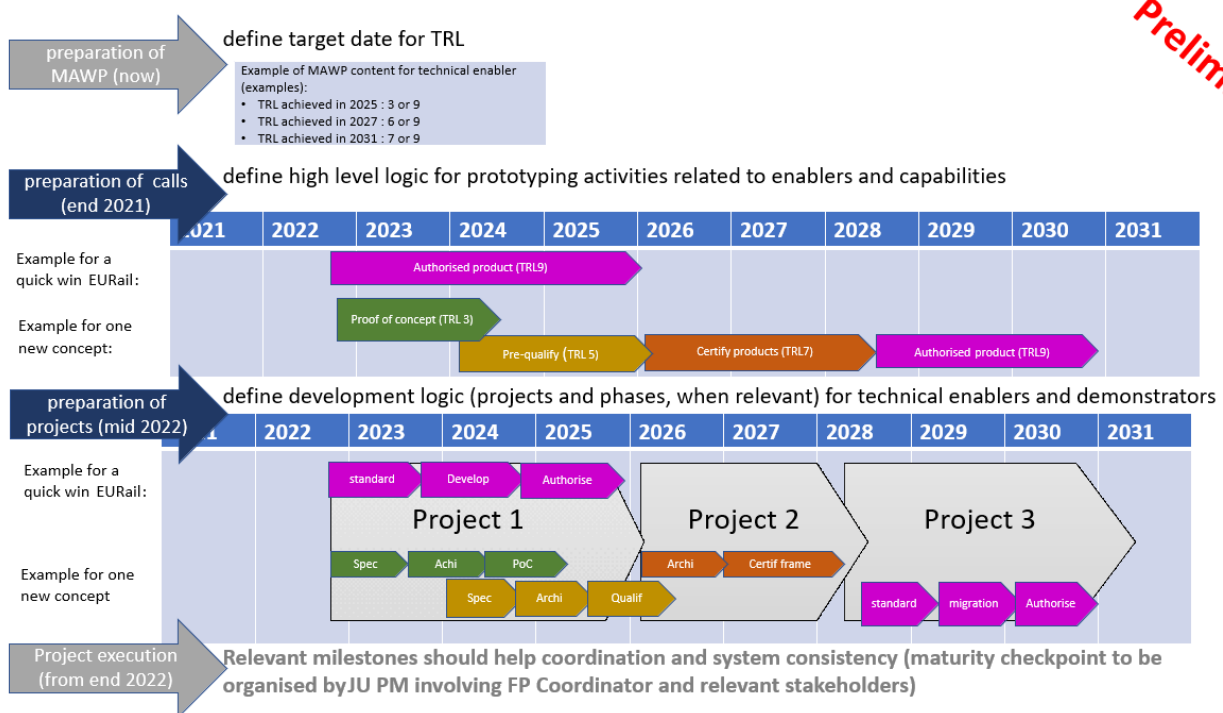 Prelim
preparation of
MAWP (now)
define target date for TRL
Example of MAWP content for technical enabler
(examples):
• TRL achieved in 2025 : 3 or 9
• TRL achieved in 2027 : 6 or 9
• TRL achieved in 2031 : 7 or 9
preparation of calls
(end 2021)
define high level logic for prototyping activities related to enablers and capabilities
2021 2022 2023 2024 2025 2026 2027 2028 2029 2030 2031
Example for a
quick win EURail:
Authorised product (TRL9)
Example for one
new concept:
Proof of concept (TRL 3)
Pre-qualify (TRL 5)
Certify products (TRL7)
Authorised product (TRL9)
preparation of
projects (mid 2022)
define development logic (projects and phases, when relevant) for technical enablers and demonstrators
2022 2023 2024 2025 2026 2027 2028 2029 2030 2031
Example for a
quick win EURail:
standard Develop Authorise
Project 1 Project 2 Project 3
Example for one
new concept
Spec Achi PoC Archi Certif frame
Spec Archi Qualif standard migration Authorise
Project execution
(from end 2022)
Relevant milestones should help coordination and system consistency (maturity checkpoint to be
organised byJU PM involving FP Coordinator and relevant stakeholders)